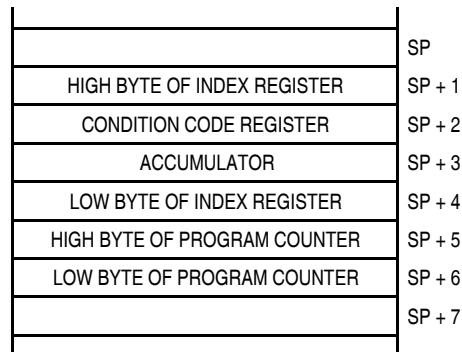 SP
HIGH BYTE OF INDEX REGISTER SP + 1
CONDITION CODE REGISTER SP + 2
ACCUMULATOR SP + 3
LOW BYTE OF INDEX REGISTER SP + 4
HIGH BYTE OF PROGRAM COUNTER SP + 5
LOW BYTE OF PROGRAM COUNTER SP + 6
SP + 7